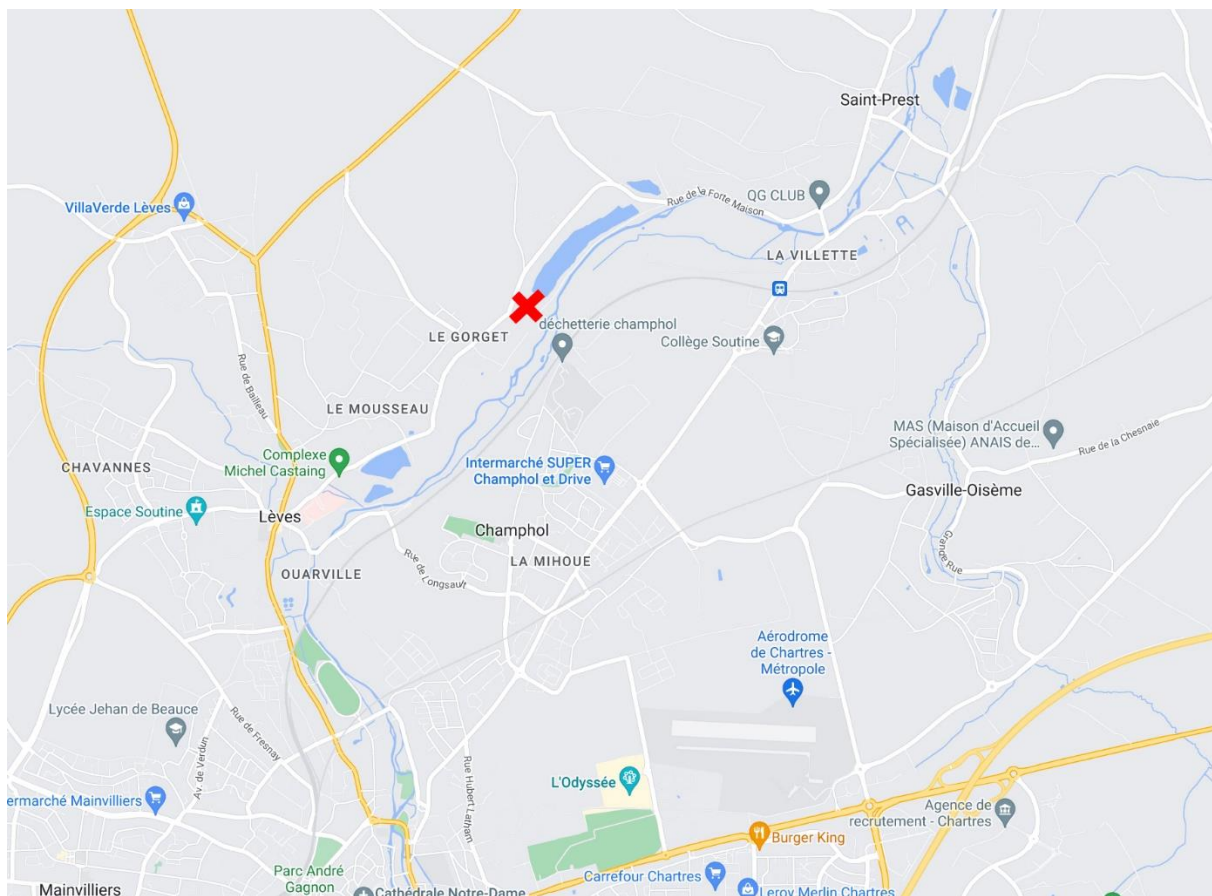 Saint-Prest
QG CLUB
Rue de la Forte Maison
VillaVerde Lèves
LA VILLETTE
LE GORGET
déchetterie champhol
Collège Soutine
Rue de Bailleau
LE MOUSSEAU
MAS (Maison d'Accueil
Spécialisée) ANAIS de...
Rue de la Chesnaie
Complexe
Michel Castaing
CHAVANNES
Intermarché SUPER
Champhol et Drive
Gasville-Oisème
Espace Soutine
Lèves
Champhol
LA MIHOUE
Rue de Longsault
Grande Rue
OUARVILLE
Aérodrome
de Chartres -
Métropole
Lycée Jehan de Beauce
Rue de Fresnay
Av. de Verdun
Rue Hubert Latham
L'Odyssée
ermarché Mainvilliers
Agence de
recrutement - Chartres
Burger King
Parc André
Gagnon
Carrefour Chartres
Mainvilliers
Cathédrale Notre-Dame
Leroy Merlin Chartres